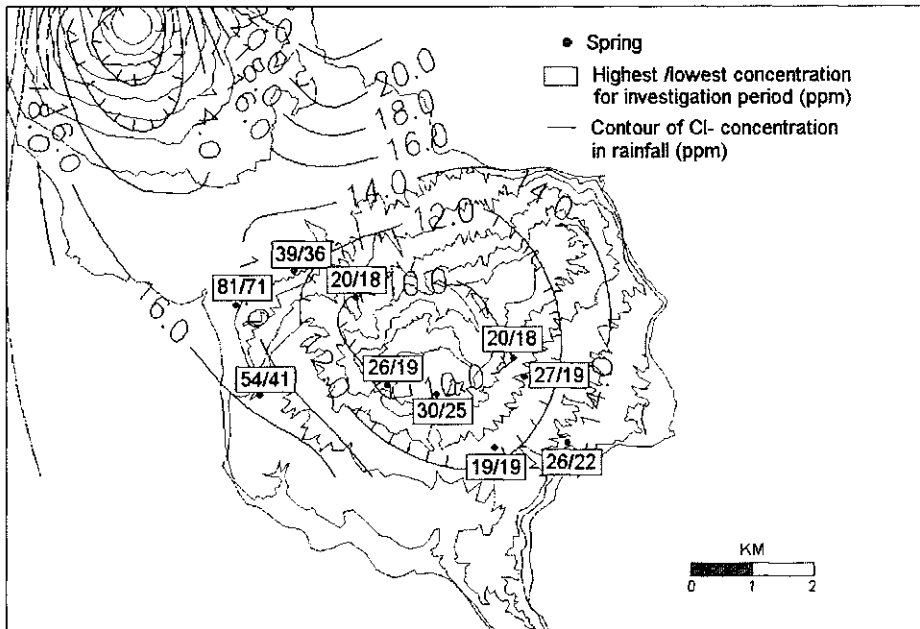 Spring
Highest /lowest concentration
for investigation period (ppm)
Contour of Cl- concentration
in rainfall (ppm)
20.0
18.0
16.0
14.0
12.0
39/36
20/18
81/71
16.0
20/18
26/19
27/19
54/41
30/25
19/19
26/22
KM
0 1 2